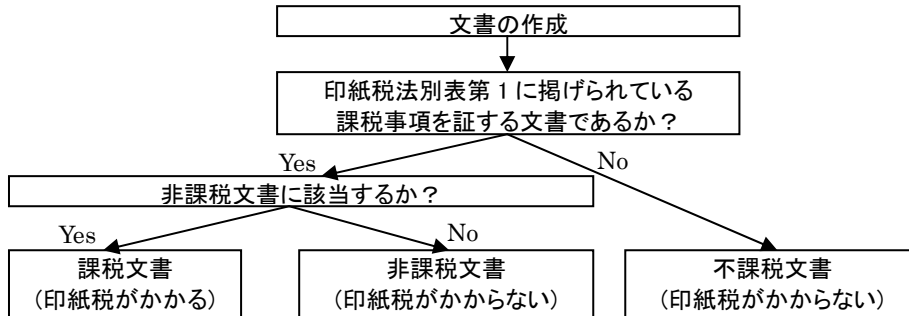 文書の作成
印紙税法別表第1に掲げられている
課税事項を証する文書であるか?
Yes
No
非課税文書に該当するか?
Yes
No
課税文書
(印紙税がかかる)
非課税文書
(印紙税がかからない)
不課税文書
(印紙税がかからない)